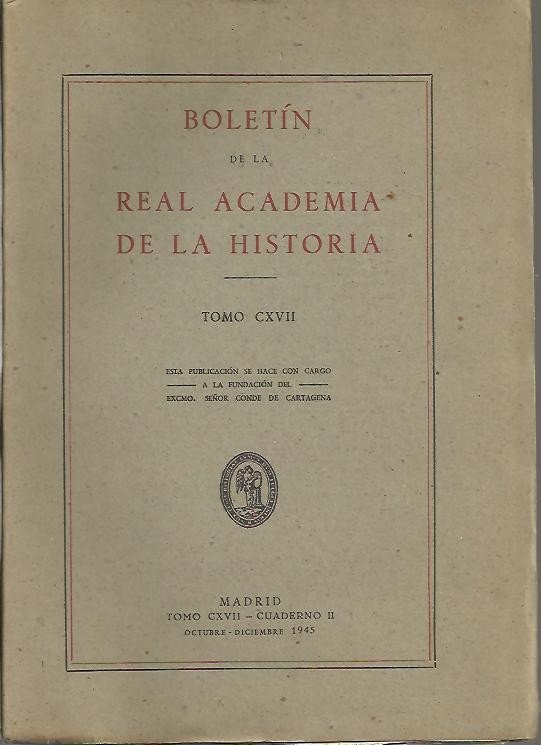 BOLETÍN
DE LA
REAL ACADEMIA
DE LA HISTORIA
TOMO CXVII
ESTA PUBLICACIÓN SE HACE CON CARGO
A LA FUNDACIÓN DEL
EXCMO. SEÑOR CONDE DE CARTAGENA
MADRID
TOMO CXVII – CUADERNO II
OCTUBRE - DICIEMBRE 1945